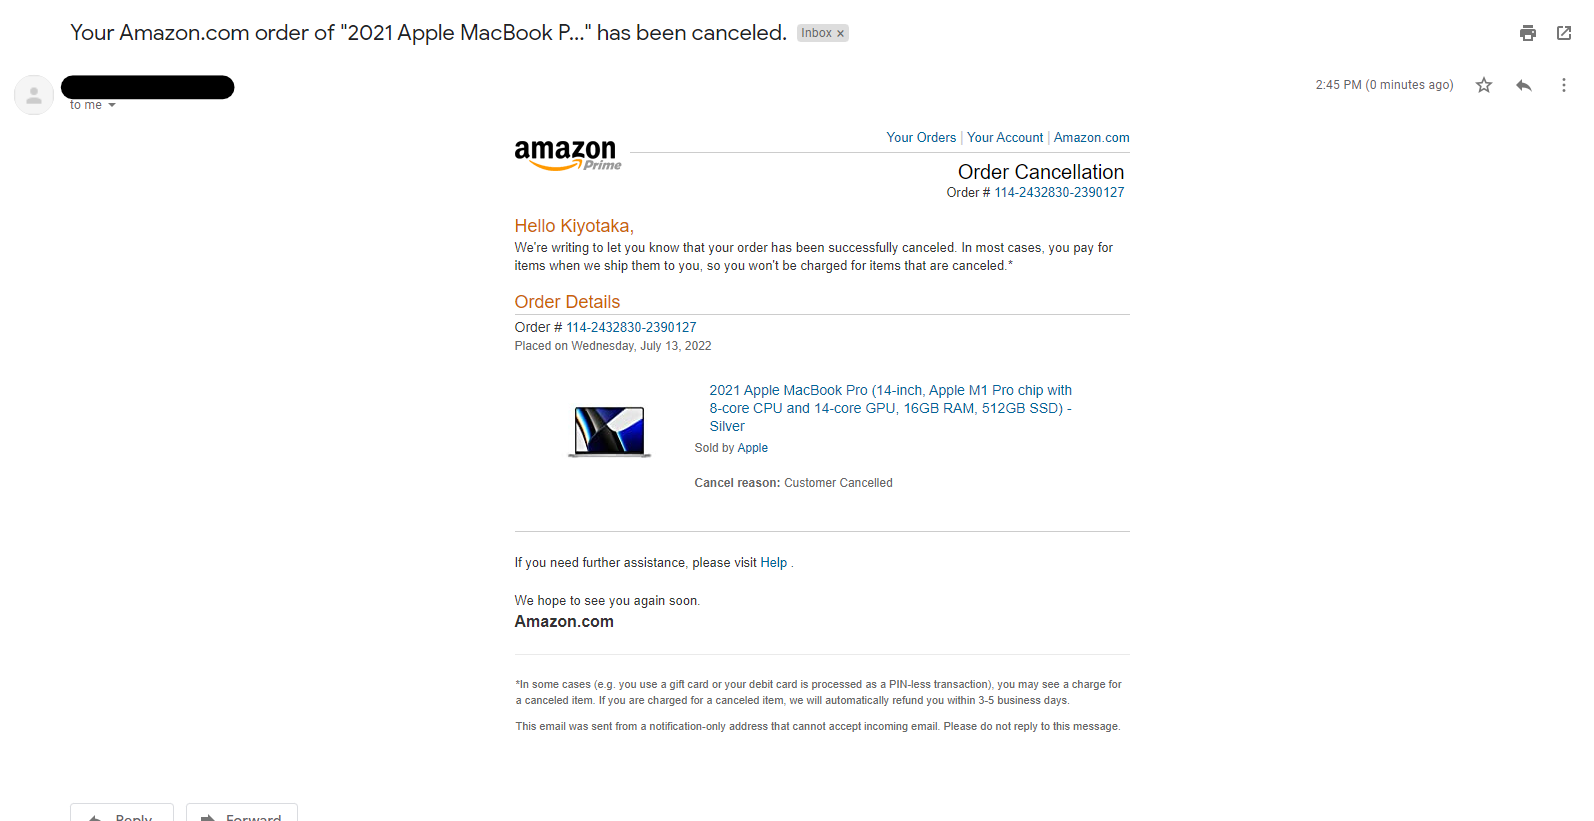 Your Amazon.com order of "2021 Apple MacBook P..." has been canceled. Inbox x
to me
2:45 PM (0 minutes ago)
Your Orders | Your Account | Amazon.com
amazon
Prime
Order Cancellation
Order # 114-2432830-2390127
Hello Kiyotaka,
We're writing to let you know that your order has been successfully canceled. In most cases, you pay for
items when we ship them to you, so you won't be charged for items that are canceled.*
Order Details
Order # 114-2432830-2390127
Placed on Wednesday, July 13, 2022
2021 Apple MacBook Pro (14-inch, Apple M1 Pro chip with
8-core CPU and 14-core GPU, 16GB RAM, 512GB SSD) -
Silver
Sold by Apple
Cancel reason: Customer Cancelled
If you need further assistance, please visit Help .
We hope to see you again soon.
Amazon.com
*In some cases (e.g. you use a gift card or your debit card is processed as a PIN-less transaction), you may see a charge for
a canceled item. If you are charged for a canceled item, we will automatically refund you within 3-5 business days.
This email was sent from a notification-only address that cannot accept incoming email. Please do not reply to this message.
Reply Forward